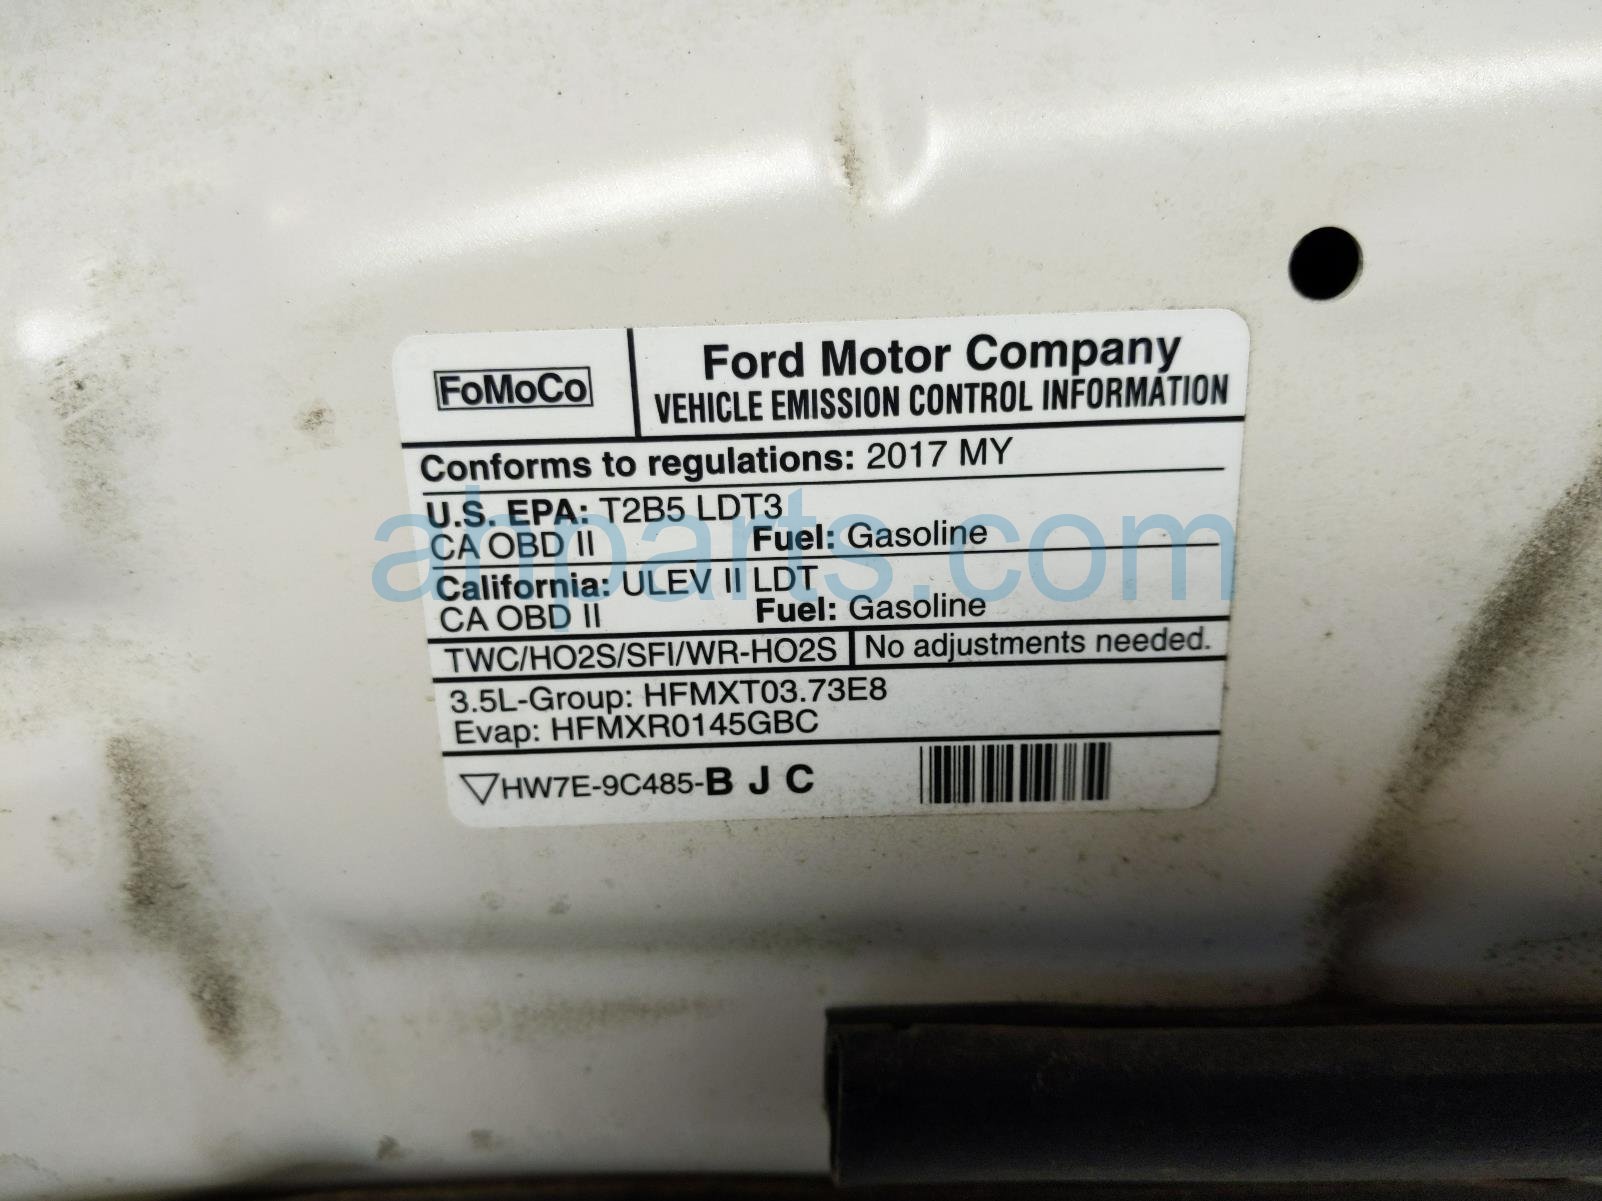 FoMoCo
Ford Motor Company
VEHICLE EMISSION CONTROL INFORMATION
Conforms to regulations: 2017 MY
U.S. EPA: T2B5 LDT3
CA OBD II Fuel: Gasoline
California: ULEV II LDT
CA OBD II Fuel: Gasoline
TWC/HO2S/SFI/WR-HO2S No adjustments needed.
3.5L-Group: HFMXT03.73E8
Evap: HFMXR0145GBC
HW7E-9C485-B J C
ahparts.com